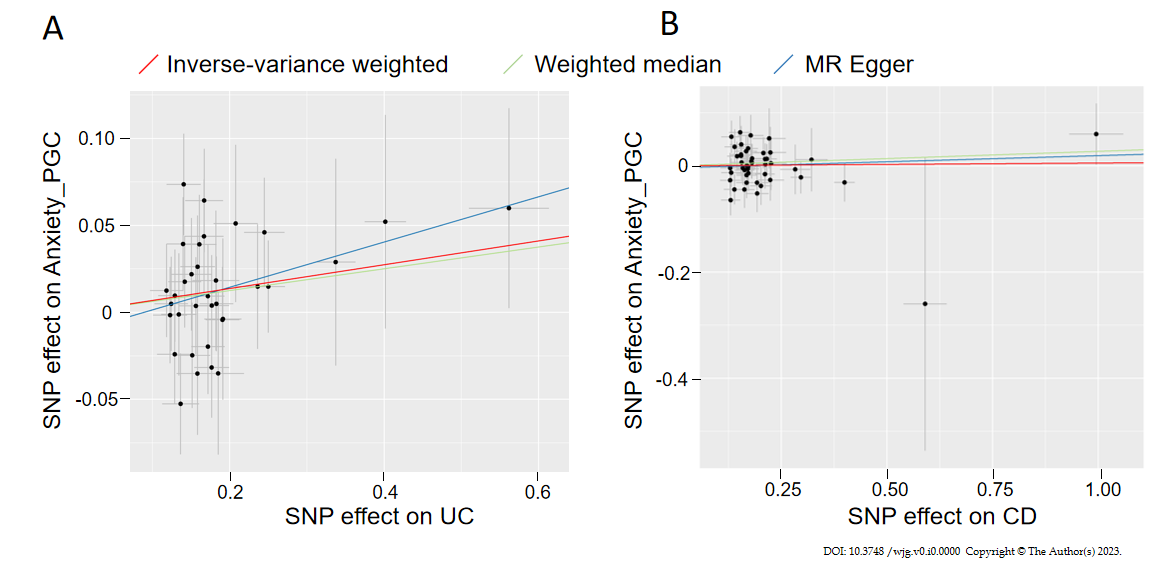 A
Inverse-variance weighted
Weighted median
MR Egger
SNP effect on Anxiety_PGC
0.10
0.05
0
-0.05
0.2
0.4
0.6
SNP effect on UC
B
SNP effect on Anxiety_PGC
0
-0.2
-0.4
0.25
0.50
0.75
1.00
SNP effect on CD
DOI: 10.3748 /wjg.v0.i0.0000 Copyright © The Author(s) 2023.